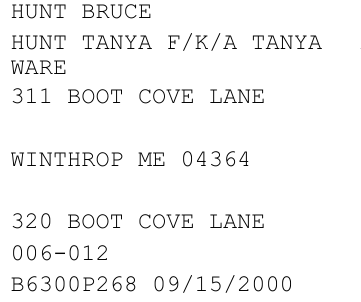 HUNT BRUCE
HUNT TANYA F/K/A TANYA
WARE
311 BOOT COVE LANE
WINTHROP ME 04364
320 BOOT COVE LANE
006-012
B6300P268 09/15/2000